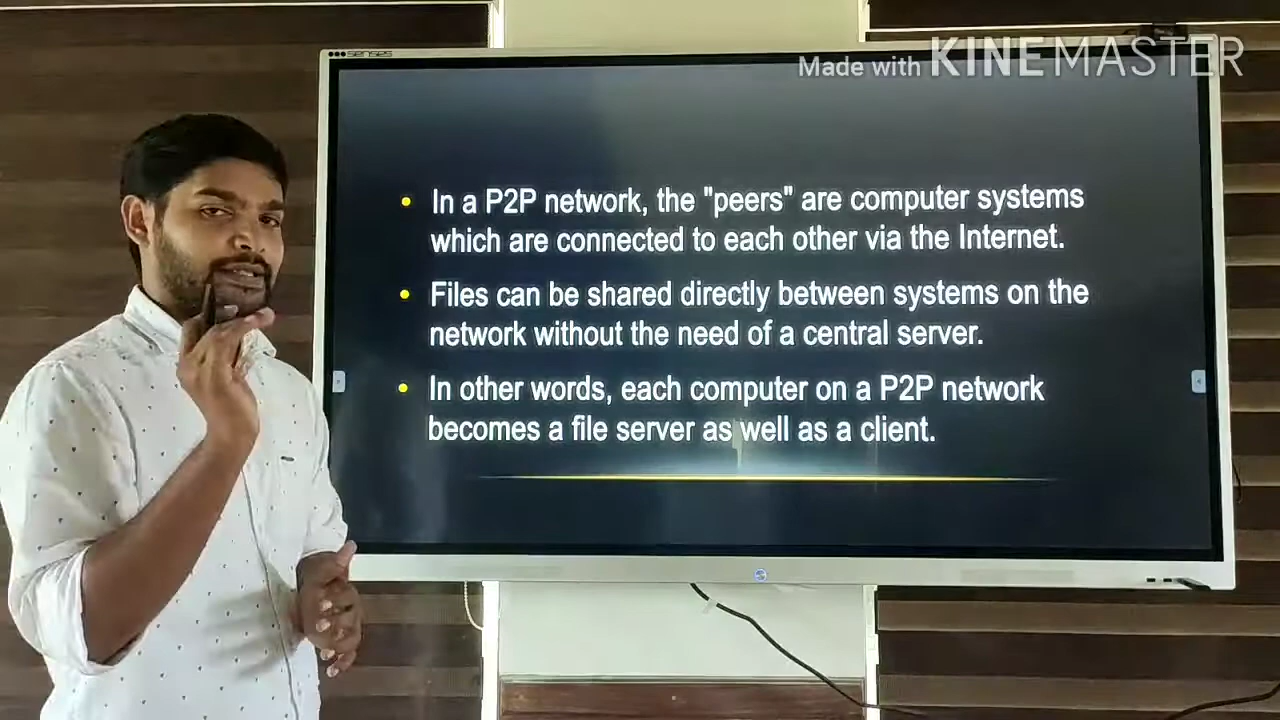 senses
Made with KINEMASTER
• In a P2P network, the "peers" are computer systems
which are connected to each other via the Internet.
• Files can be shared directly between systems on the
network without the need of a central server.
• In other words, each computer on a P2P network
becomes a file server as well as a client.